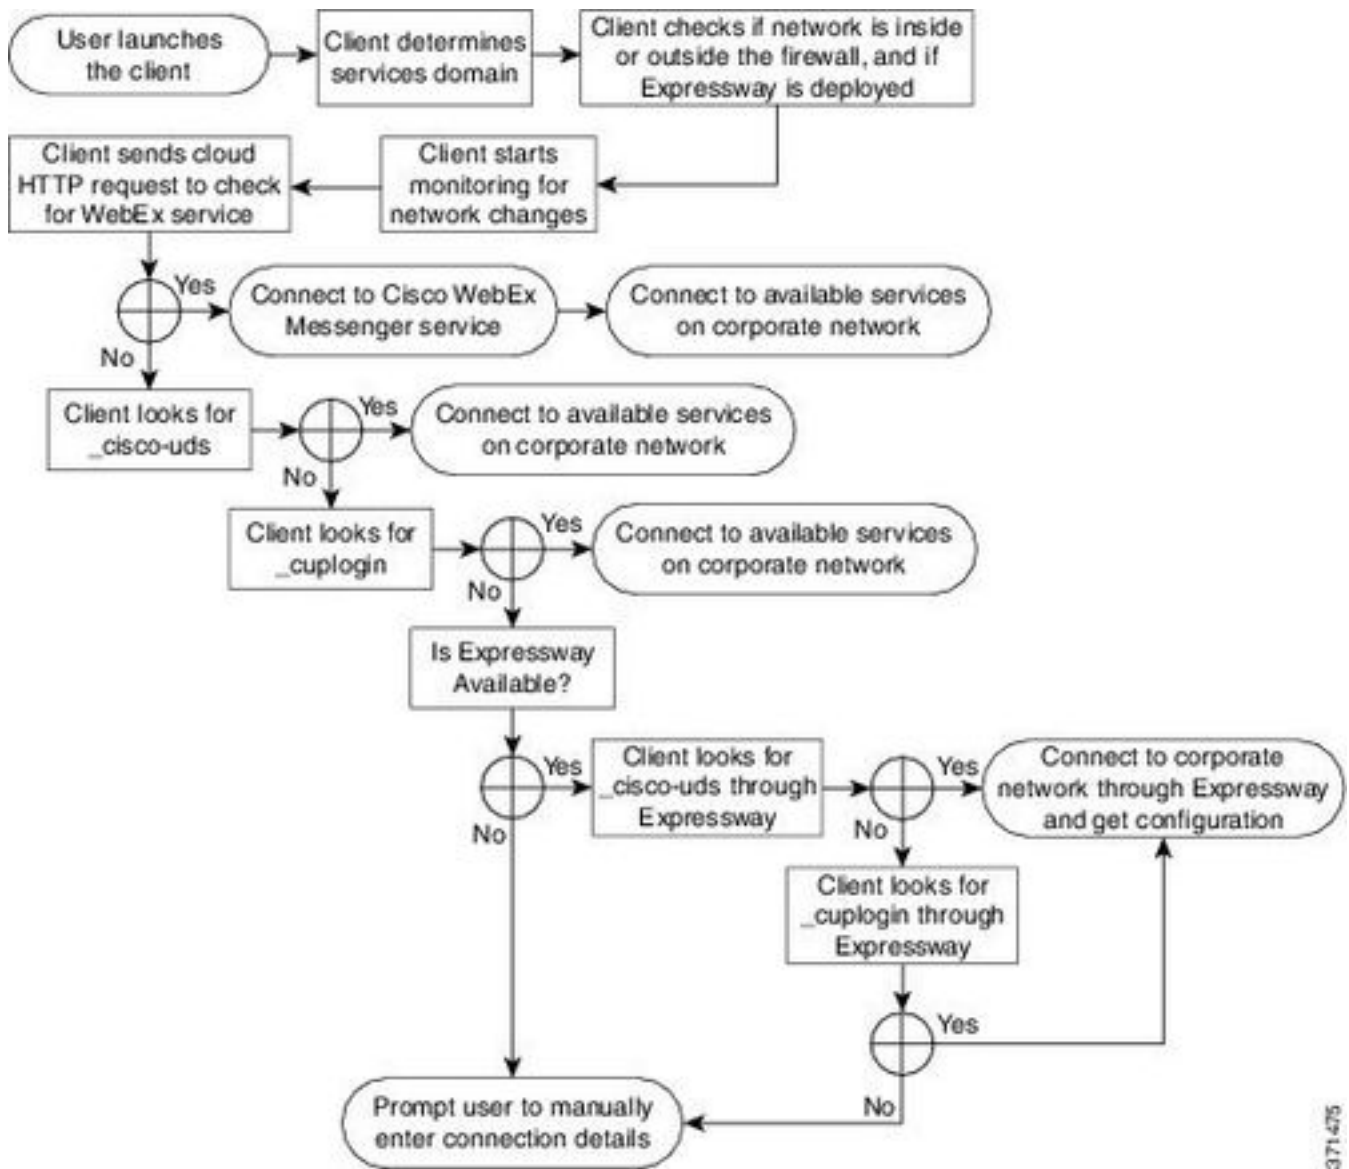 User launches
the client
Client determines
services domain
Client checks if network is inside
or outside the firewall, and if
Expressway is deployed
Client sends cloud
HTTP request to check
for WebEx service
Client starts
monitoring for
network changes
Yes
Connect to Cisco WebEx
Messenger service
Connect to available services
on corporate network
No
Client looks for
_cisco-uds
Yes
Connect to available services
on corporate network
No
Client looks for
_cuplogin
Yes
Connect to available services
on corporate network
No
Is Expressway
Available?
Yes
Client looks for
_cisco-uds through
Expressway
Yes
Connect to corporate
network through Expressway
and get configuration
No
No
Client looks for
_cuplogin through
Expressway
Yes
No
Prompt user to manually
enter connection details
371475